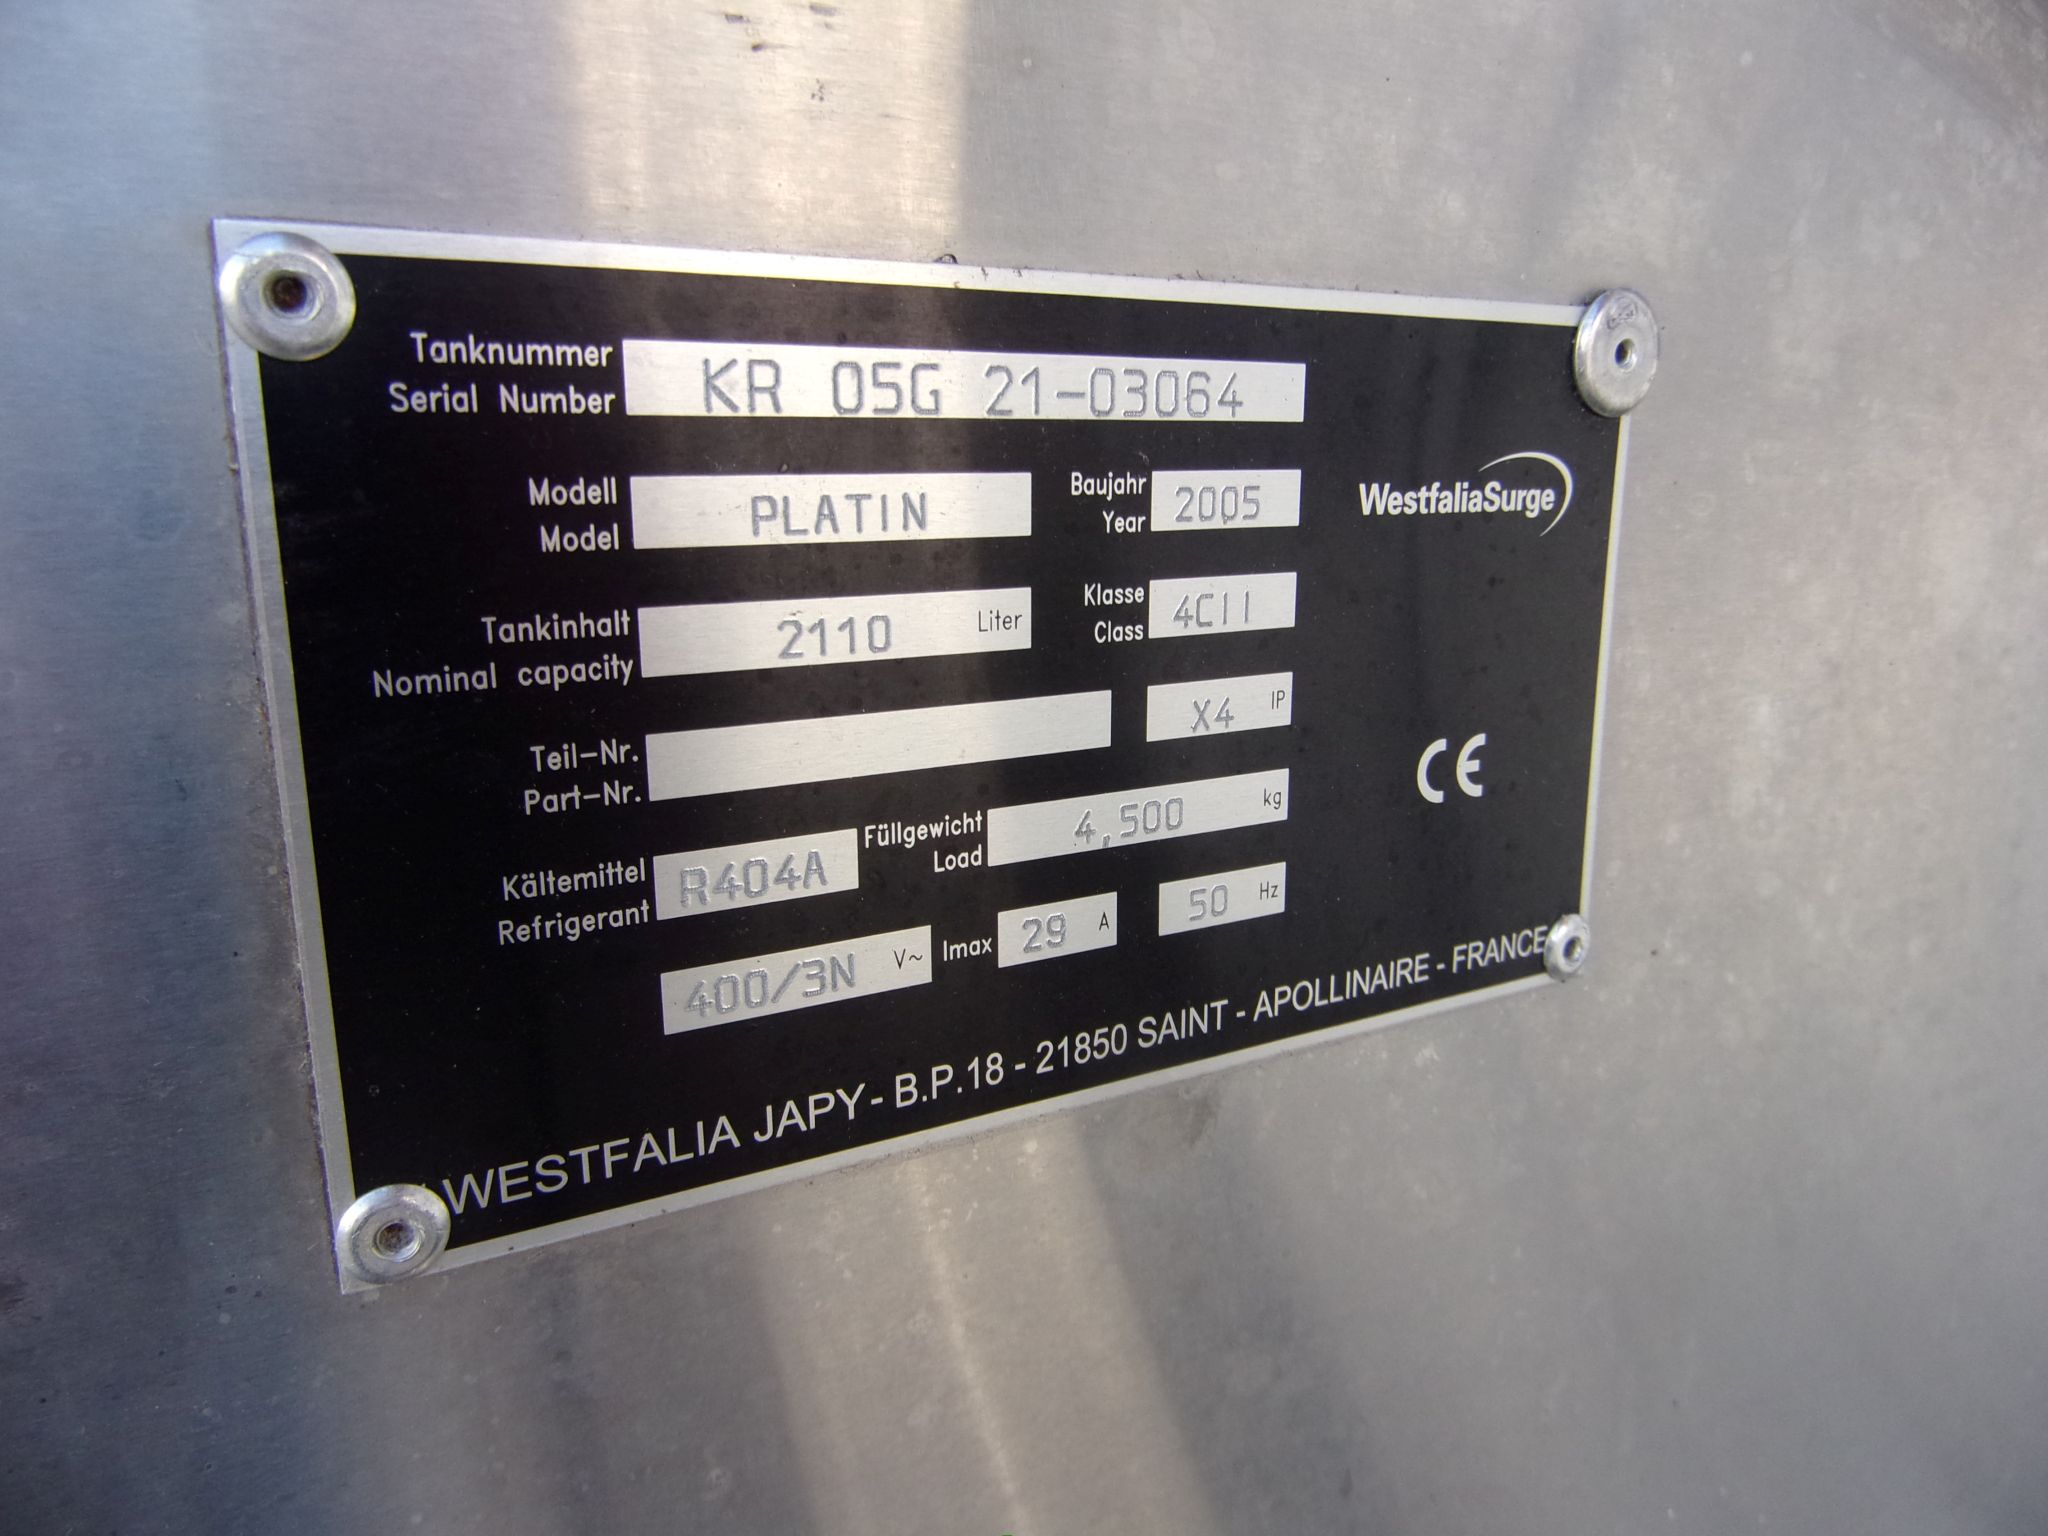 Tanknummer
Serial Number
KR 05G 21-03064
Modell
Model
PLATIN
Baujahr
Year
2005
WestfaliaSurge
Tankinhalt
Nominal capacity
2110 Liter
Klasse
Class
4CII
Teil-Nr.
Part-Nr.
X4 IP
CE
Kältemittel
Refrigerant
R404A
Füllgewicht
Load
4,500 kg
400/3N V~
Imax 29 A
50 Hz
WESTFALIA JAPY - B.P.18 - 21850 SAINT - APOLLINAIRE - FRANCE